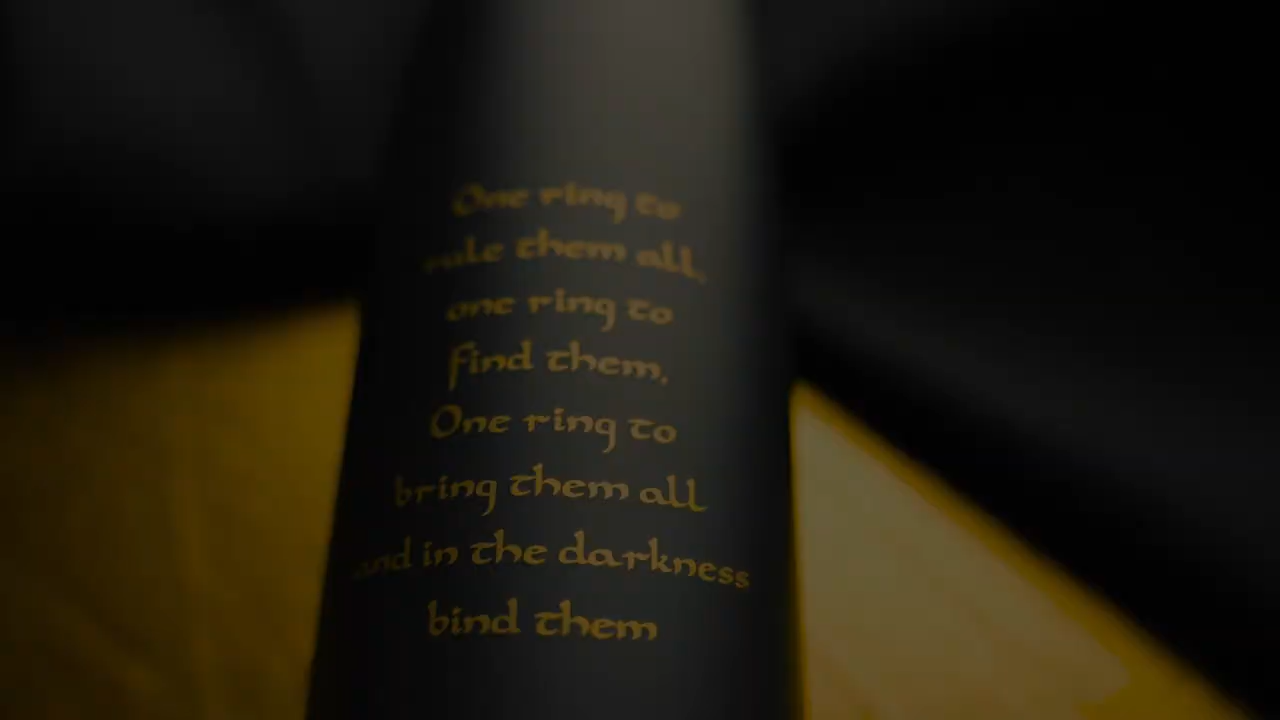 One ring to
rule them all,
one ring to
find them,
One ring to
bring them all
and in the darkness
bind them